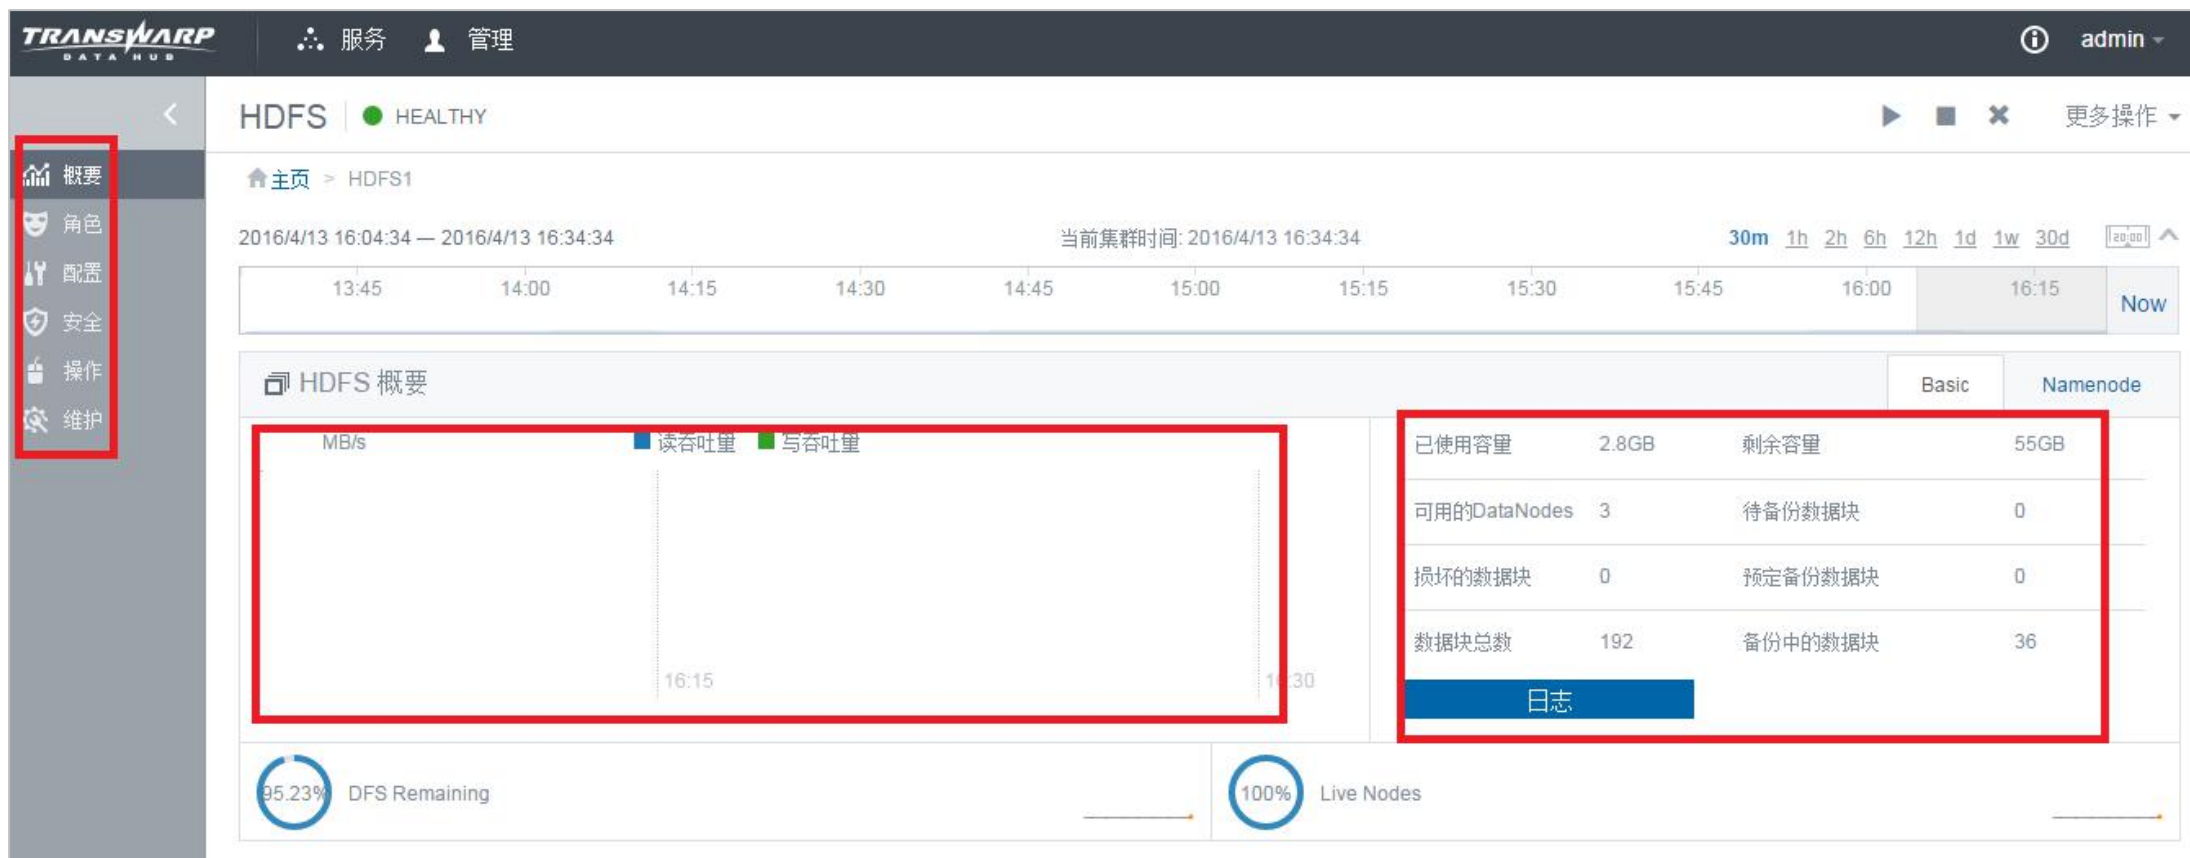 TRANSWARP 服务 管理 admin
DATA HUB
HDFS HEALTHY 更多操作
概要 主页 > HDFS1
角色
配置
安全
操作
维护
2016/4/13 16:04:34 — 2016/4/13 16:34:34 当前集群时间: 2016/4/13 16:34:34 30m 1h 2h 6h 12h 1d 1w 30d
13:45 14:00 14:15 14:30 14:45 15:00 15:15 15:30 15:45 16:00 16:15 Now
HDFS 概要 Basic Namenode
MB/s 读吞吐量 写吞吐量
16:15 16:30
已使用容量 2.8GB 剩余容量 55GB
可用的DataNodes 3 待备份数据块 0
损坏的数据块 0 预定备份数据块 0
数据块总数 192 备份中的数据块 36
日志
95.23% DFS Remaining 100% Live Nodes